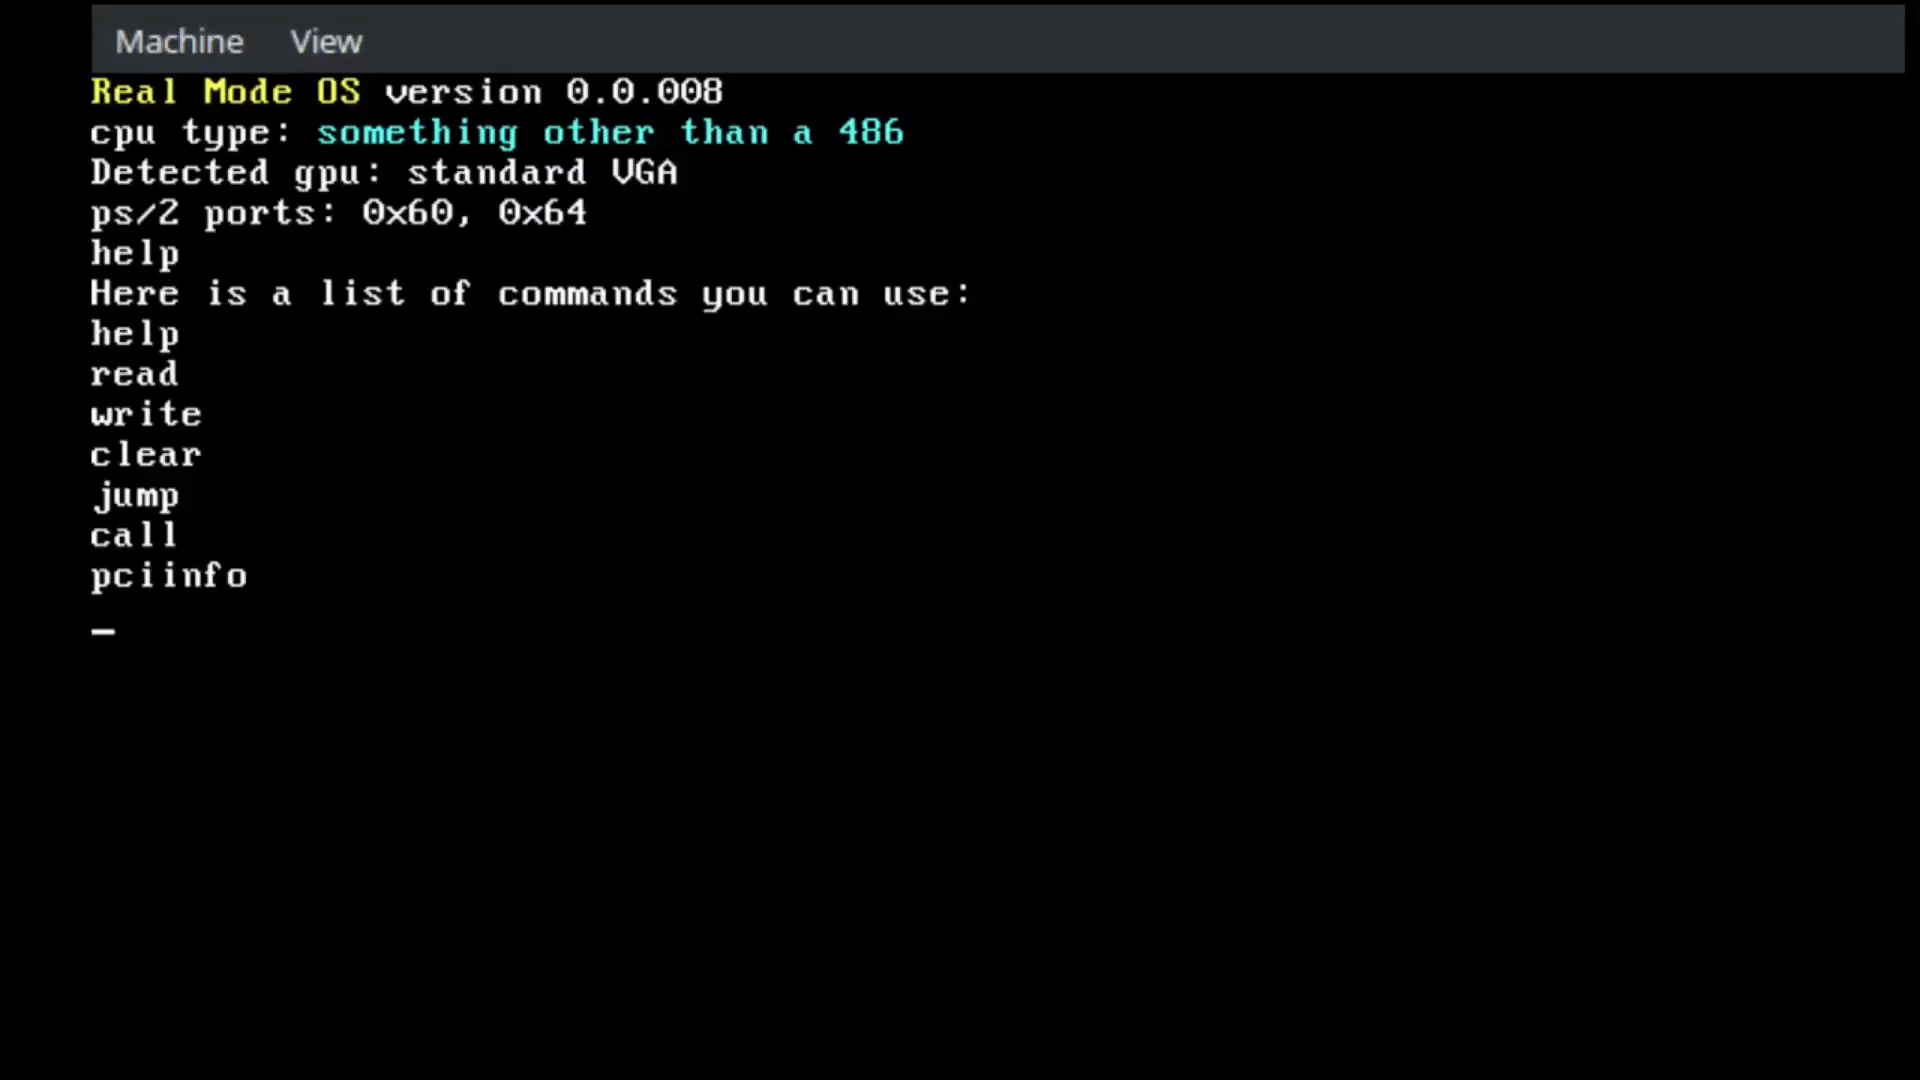 Machine View
Real Mode OS version 0.0.008
cpu type: something other than a 486
Detected gpu: standard VGA
ps/2 ports: 0x60, 0x64
help
Here is a list of commands you can use:
help
read
write
clear
jump
call
pciinfo
_